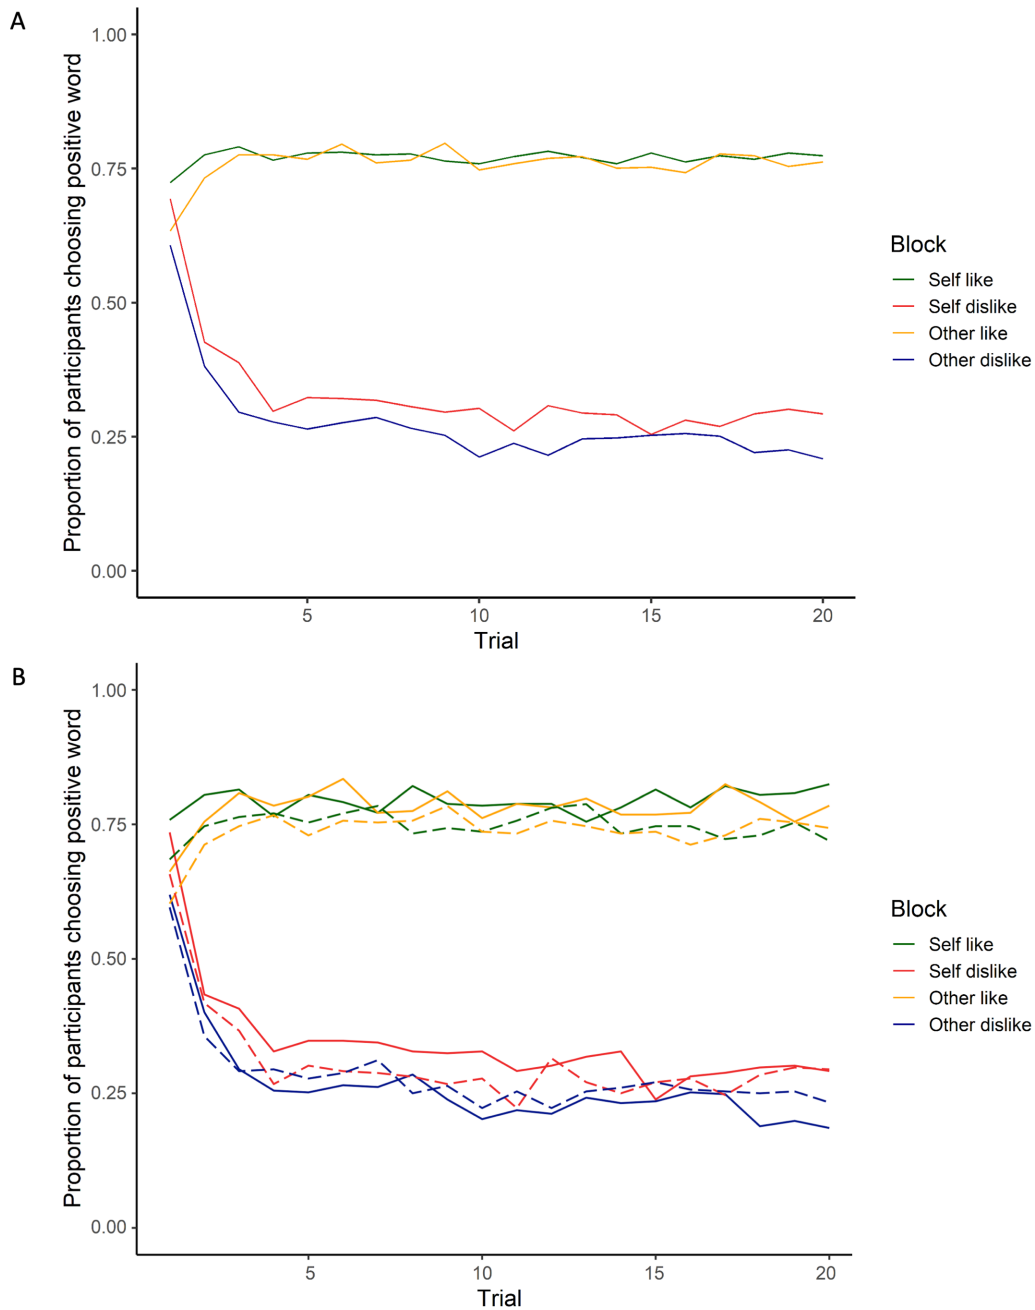 A
Proportion of participants choosing positive word
1.00
0.75
0.50
0.25
0.00
5 10 15 20
Trial
Block
Self like
Self dislike
Other like
Other dislike
B
Proportion of participants choosing positive word
1.00
0.75
0.50
0.25
0.00
5 10 15 20
Trial
Block
Self like
Self dislike
Other like
Other dislike